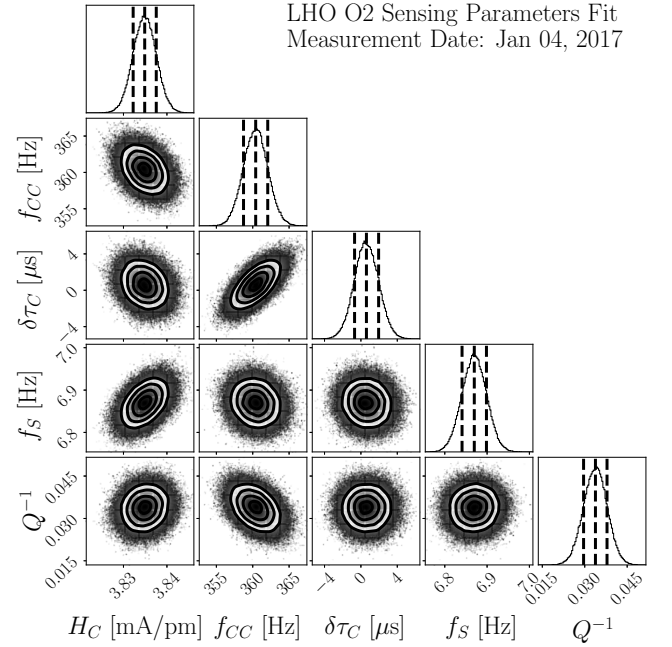 LHO O2 Sensing Parameters Fit
Measurement Date: Jan 04, 2017
f_CC [Hz]
365
360
355
δτ_C [μs]
4
0
−4
f_S [Hz]
7.0
6.9
6.8
Q⁻¹
0.045
0.030
0.015
3.83 3.84 355 360 365 −4 0 4 6.8 6.9 7.0 0.015 0.030 0.045
H_C [mA/pm] f_CC [Hz] δτ_C [μs] f_S [Hz] Q⁻¹